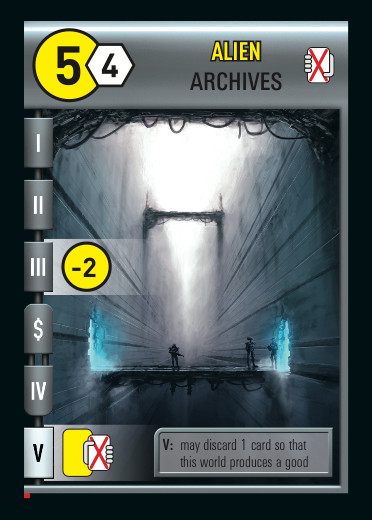 5 4
ALIEN
ARCHIVES
I
II
III -2
$
IV
V
V: may discard 1 card so that
this world produces a good